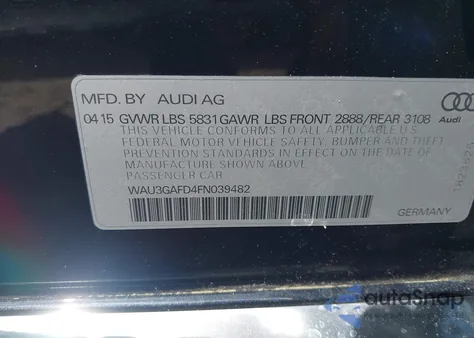 MFD. BY AUDI AG
04 15 GVWR LBS 5831 GAWR LBS FRONT 2888/REAR 3108
THIS VEHICLE CONFORMS TO ALL APPLICABLE U.S.
FEDERAL MOTOR VEHICLE SAFETY, BUMPER AND THEFT
PREVENTION STANDARDS IN EFFECT ON THE DATE OF
MANUFACTURE SHOWN ABOVE.
PASSENGER CAR
WAU3GAFD4FN039482
GERMANY
Audi
autoSnap